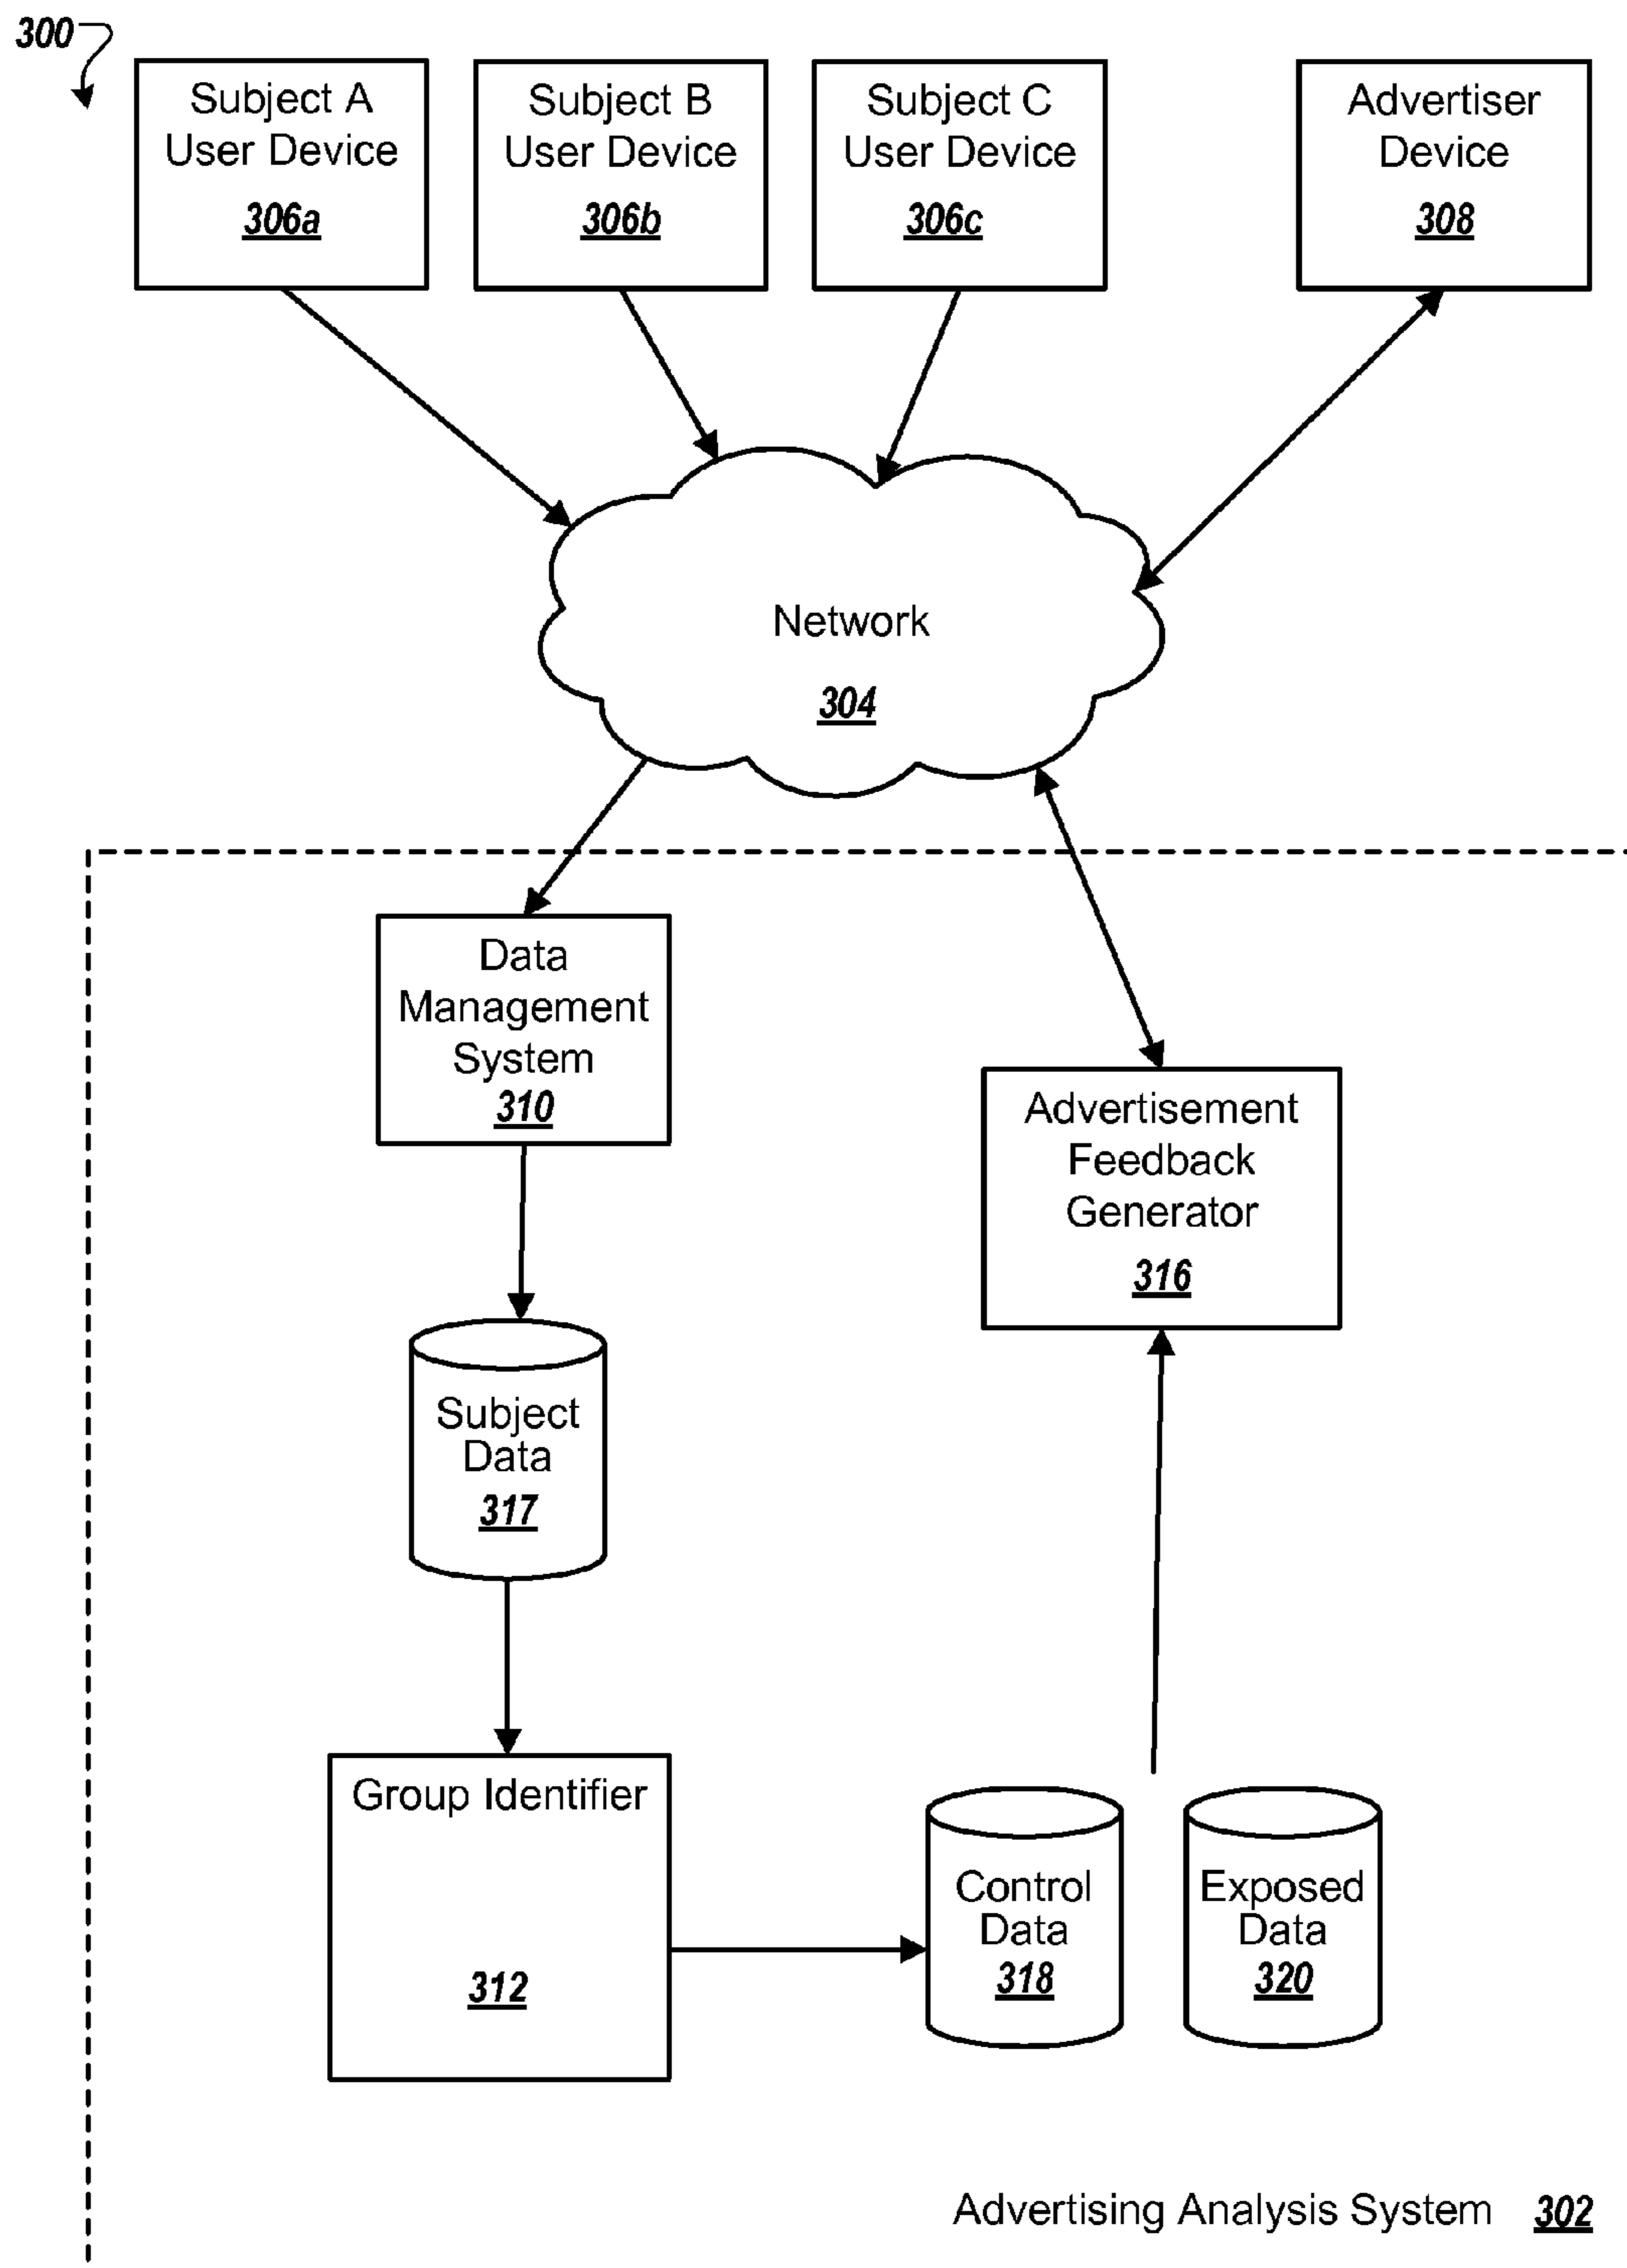 300
Subject A
User Device
306a
Subject B
User Device
306b
Subject C
User Device
306c
Advertiser
Device
308
Network
304
Data
Management
System
310
Advertisement
Feedback
Generator
316
Subject
Data
317
Group Identifier
312
Control
Data
318
Exposed
Data
320
Advertising Analysis System 302